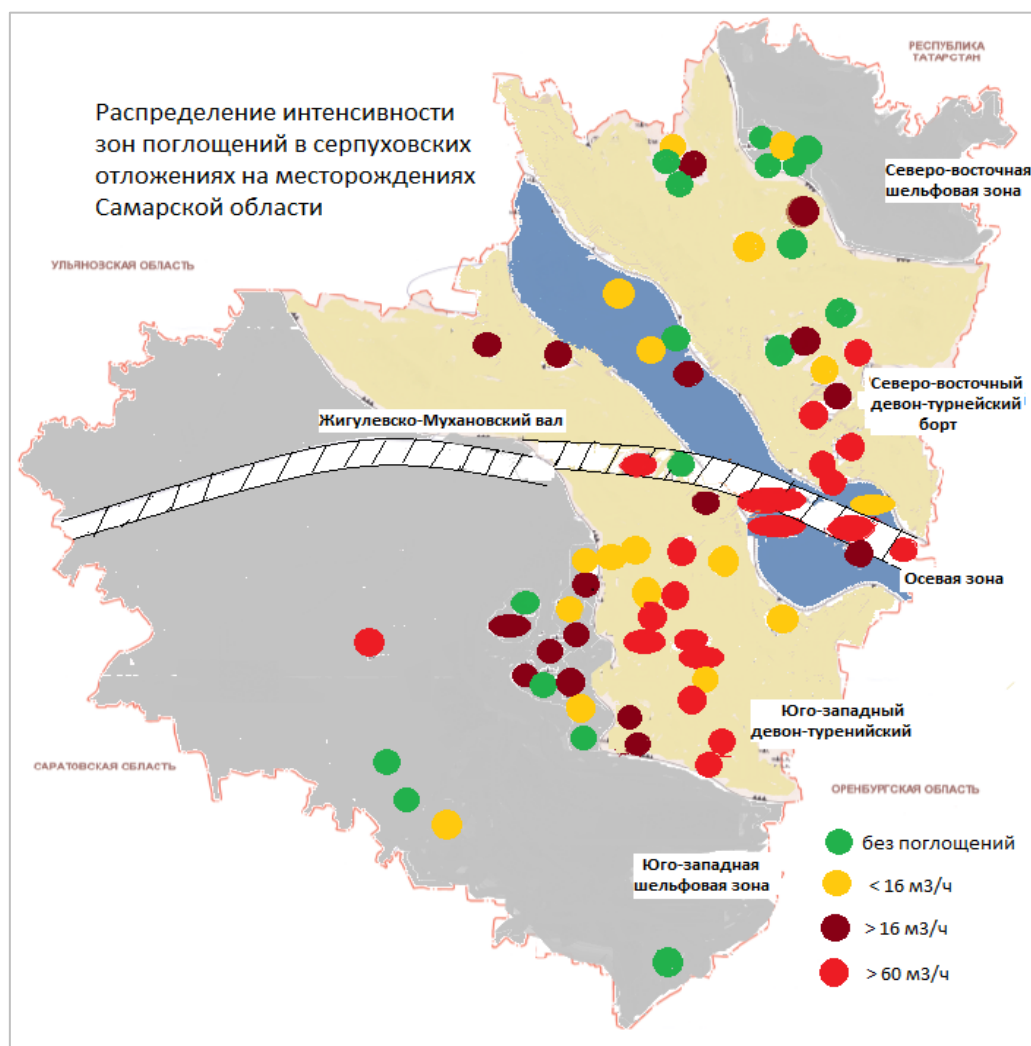 РЕСПУБЛИКА
ТАТАРСТАН
Распределение интенсивности
зон поглощений в серпуховских
отложениях на месторождениях
Самарской области
Северо-восточная
шельфовая зона
УЛЬЯНОВСКАЯ ОБЛАСТЬ
Северо-восточный
девон-турнейский
борт
Жигулевско-Мухановский вал
Осевая зона
Юго-западный
девон-туренийский
САРАТОВСКАЯ ОБЛАСТЬ
ОРЕНБУРГСКАЯ ОБЛАСТЬ
без поглощений
< 16 м3/ч
> 16 м3/ч
> 60 м3/ч
Юго-западная
шельфовая зона